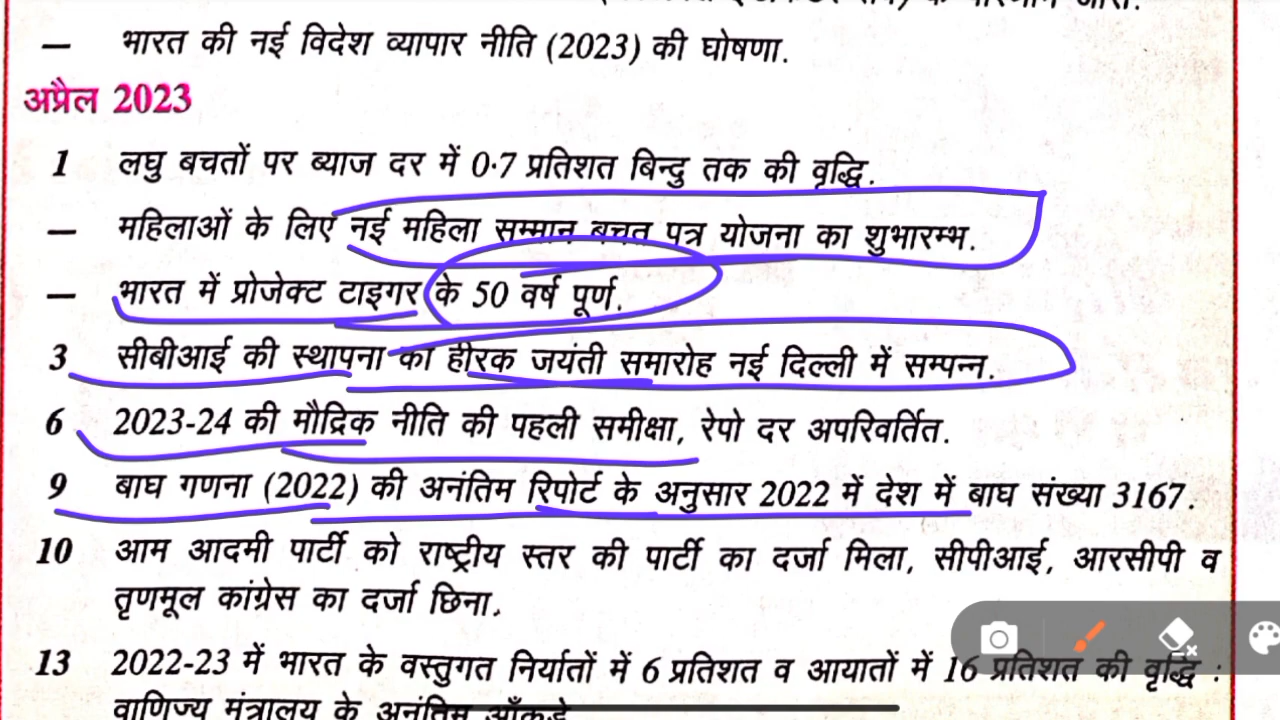 — भारत की नई विदेश व्यापार नीति (2023) की घोषणा.
अप्रैल 2023
1 लघु बचतों पर ब्याज दर में 0·7 प्रतिशत बिन्दु तक की वृद्धि.
— महिलाओं के लिए नई महिला सम्मान बचत पत्र योजना का शुभारम्भ.
— भारत में प्रोजेक्ट टाइगर के 50 वर्ष पूर्ण.
3 सीबीआई की स्थापना का हीरक जयंती समारोह नई दिल्ली में सम्पन्न.
6 2023-24 की मौद्रिक नीति की पहली समीक्षा, रेपो दर अपरिवर्तित.
9 बाघ गणना (2022) की अनंतिम रिपोर्ट के अनुसार 2022 में देश में बाघ संख्या 3167.
10 आम आदमी पार्टी को राष्ट्रीय स्तर की पार्टी का दर्जा मिला, सीपीआई, आरसीपी व
तृणमूल कांग्रेस का दर्जा छिना.
13 2022-23 में भारत के वस्तुगत निर्यातों में 6 प्रतिशत व आयातों में 16 प्रतिशत की वृद्धि :
वाणिज्य मंत्रालय के अनंतिम आँकड़े